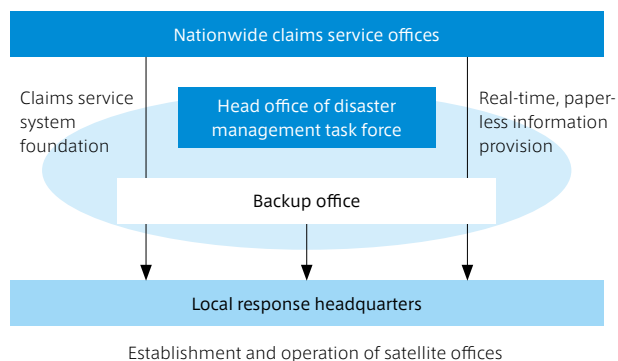 Nationwide claims service offices
Claims service
system
foundation
Head office of disaster
management task force
Real-time, paper-
less information
provision
Backup office
Local response headquarters
Establishment and operation of satellite offices